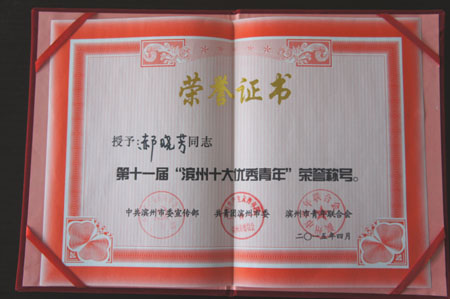 荣誉证书
授予：郝晓芳同志
第十一届“滨州十大优秀青年”荣誉称号。
中共滨州市委宣传部 共青团滨州市委 滨州市青年联合会
二〇一五年四月